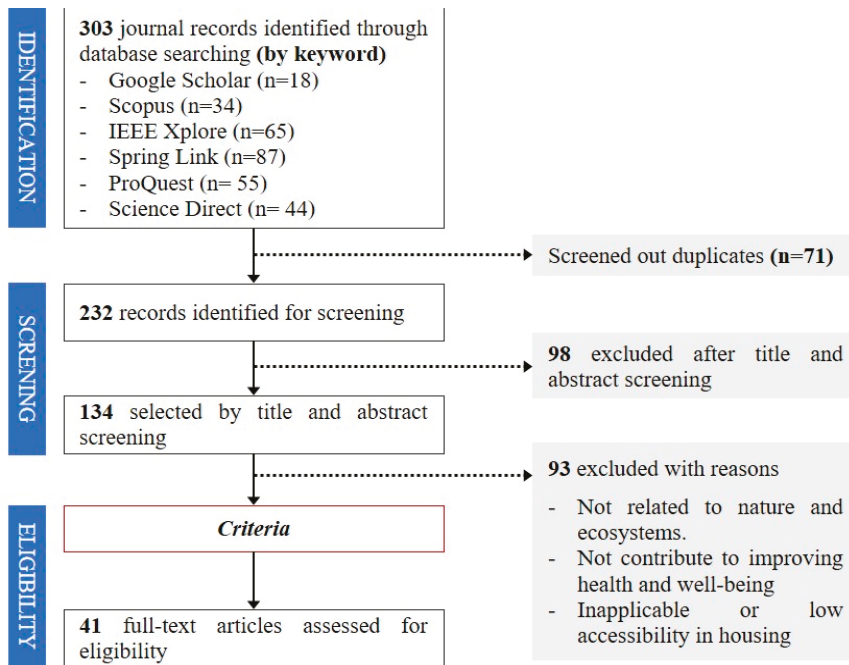 IDENTIFICATION
303 journal records identified through
database searching (by keyword)
- Google Scholar (n=18)
- Scopus (n=34)
- IEEE Xplore (n=65)
- Spring Link (n=87)
- ProQuest (n= 55)
- Science Direct (n= 44)
Screened out duplicates (n=71)
SCRENING
232 records identified for screening
98 excluded after title and
abstract screening
134 selected by title and abstract
screening
93 excluded with reasons
- Not related to nature and
ecosystems.
- Not contribute to improving
health and well-being
- Inapplicable or low
accessibility in housing
ELIGIBILITY
Criteria
41 full-text articles assessed for
eligibility